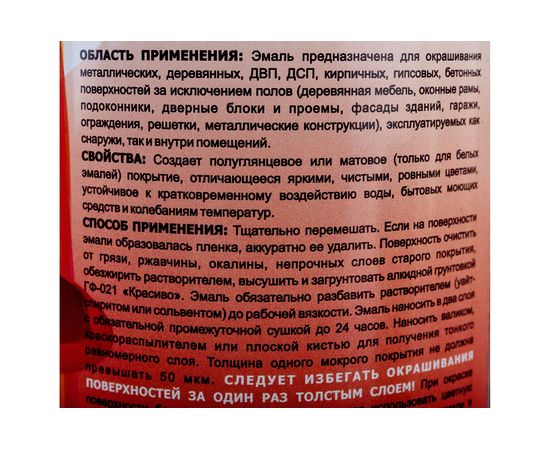 ОБЛАСТЬ ПРИМЕНЕНИЯ: Эмаль предназначена для окрашивания
металлических, деревянных, ДВП, ДСП, кирпичных, гипсовых, бетонных
поверхностей за исключением полов (деревянная мебель, оконные рамы,
подоконники, дверные блоки и проемы, фасады зданий, гаражи,
ограждения, решетки, металлические конструкции), эксплуатируемых как
снаружи, так и внутри помещений.
СВОЙСТВА: Создает полуглянцевое или матовое (только для белых
эмалей) покрытие, отличающееся яркими, чистыми, ровными цветами,
устойчивое к кратковременному воздействию воды, бытовых моющих
средств и колебаниям температур.
СПОСОБ ПРИМЕНЕНИЯ: Тщательно перемешать. Если на поверхности
эмали образовалась пленка, аккуратно ее удалить. Поверхность очистить
от грязи, ржавчины, окалины, непрочных слоев старого покрытия,
обезжирить растворителем, высушить и загрунтовать алкидной грунтовкой
ГФ-021 «Красиво». Эмаль обязательно разбавить растворителем (уайт-
спиритом или сольвентом) до рабочей вязкости. Эмаль наносить в два слоя
с обязательной промежуточной сушкой до 24 часов. Наносить валиком,
краскораспылителем или плоской кистью для получения тонкого
равномерного слоя. Толщина одного мокрого покрытия не должна
превышать 50 мкм. СЛЕДУЕТ ИЗБЕГАТЬ ОКРАШИВАНИЯ
ПОВЕРХНОСТЕЙ ЗА ОДИН РАЗ ТОЛСТЫМ СЛОЕМ! При окраске
поверхности использовать цветную